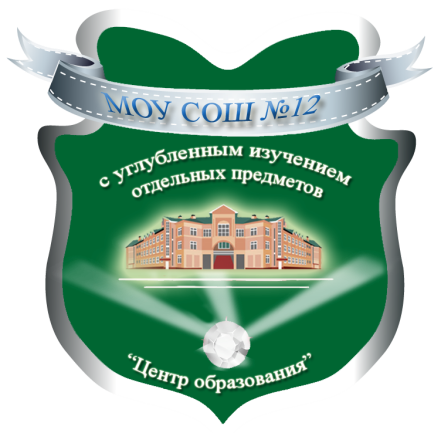 МОУ СОШ №12
с углубленным изучением
отдельных предметов
“Центр образования”